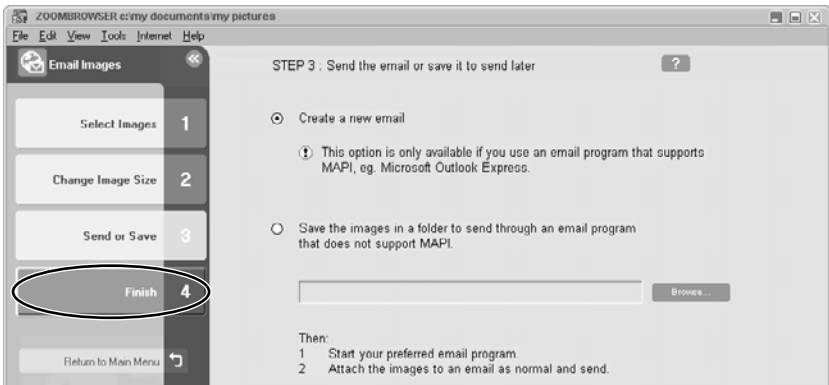 ZOOMBROWSER c:\my documents\my pictures
File Edit View Tools Internet Help
Email Images
Select Images 1
Change Image Size 2
Send or Save 3
Finish 4
Return to Main Menu
STEP 3 : Send the email or save it to send later ?
Create a new email
This option is only available if you use an email program that supports
MAPI, eg. Microsoft Outlook Express.
Save the images in a folder to send through an email program
that does not support MAPI.
Browse...
Then:
1 Start your preferred email program.
2 Attach the images to an email as normal and send.